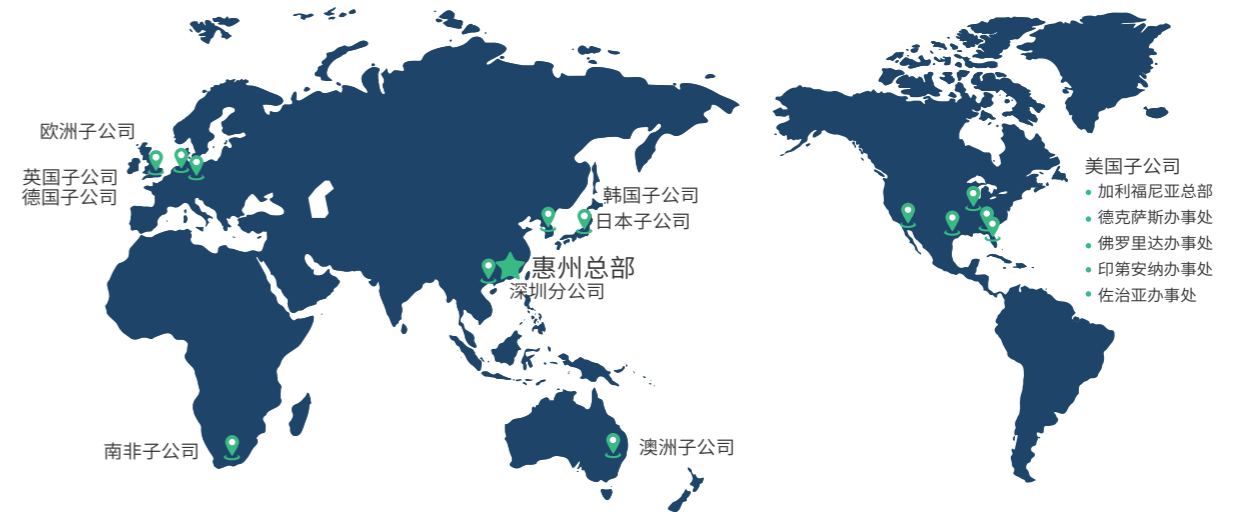 欧洲子公司
英国子公司
德国子公司
韩国子公司
日本子公司
惠州总部
深圳分公司
南非子公司
澳洲子公司
美国子公司
加利福尼亚总部
德克萨斯办事处
佛罗里达办事处
印第安纳办事处
佐治亚办事处